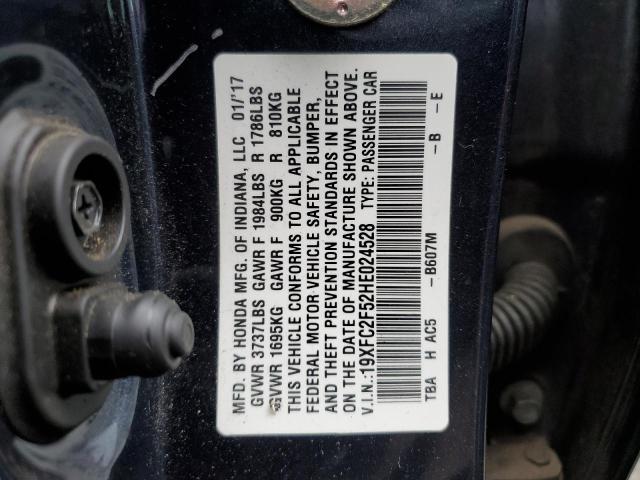 MFD. BY HONDA MFG. OF INDIANA, LLC 01/'17
GVWR 3737LBS GAWR F 1984LBS R 1786LBS
GVWR 1695KG GAWR F 900KG R 810KG
THIS VEHICLE CONFORMS TO ALL APPLICABLE
FEDERAL MOTOR VEHICLE SAFETY, BUMPER,
AND THEFT PREVENTION STANDARDS IN EFFECT
ON THE DATE OF MANUFACTURE SHOWN ABOVE.
V.I.N.:19XFC2F52HE024528 TYPE: PASSENGER CAR
TBA H AC5 -B607M -B -E